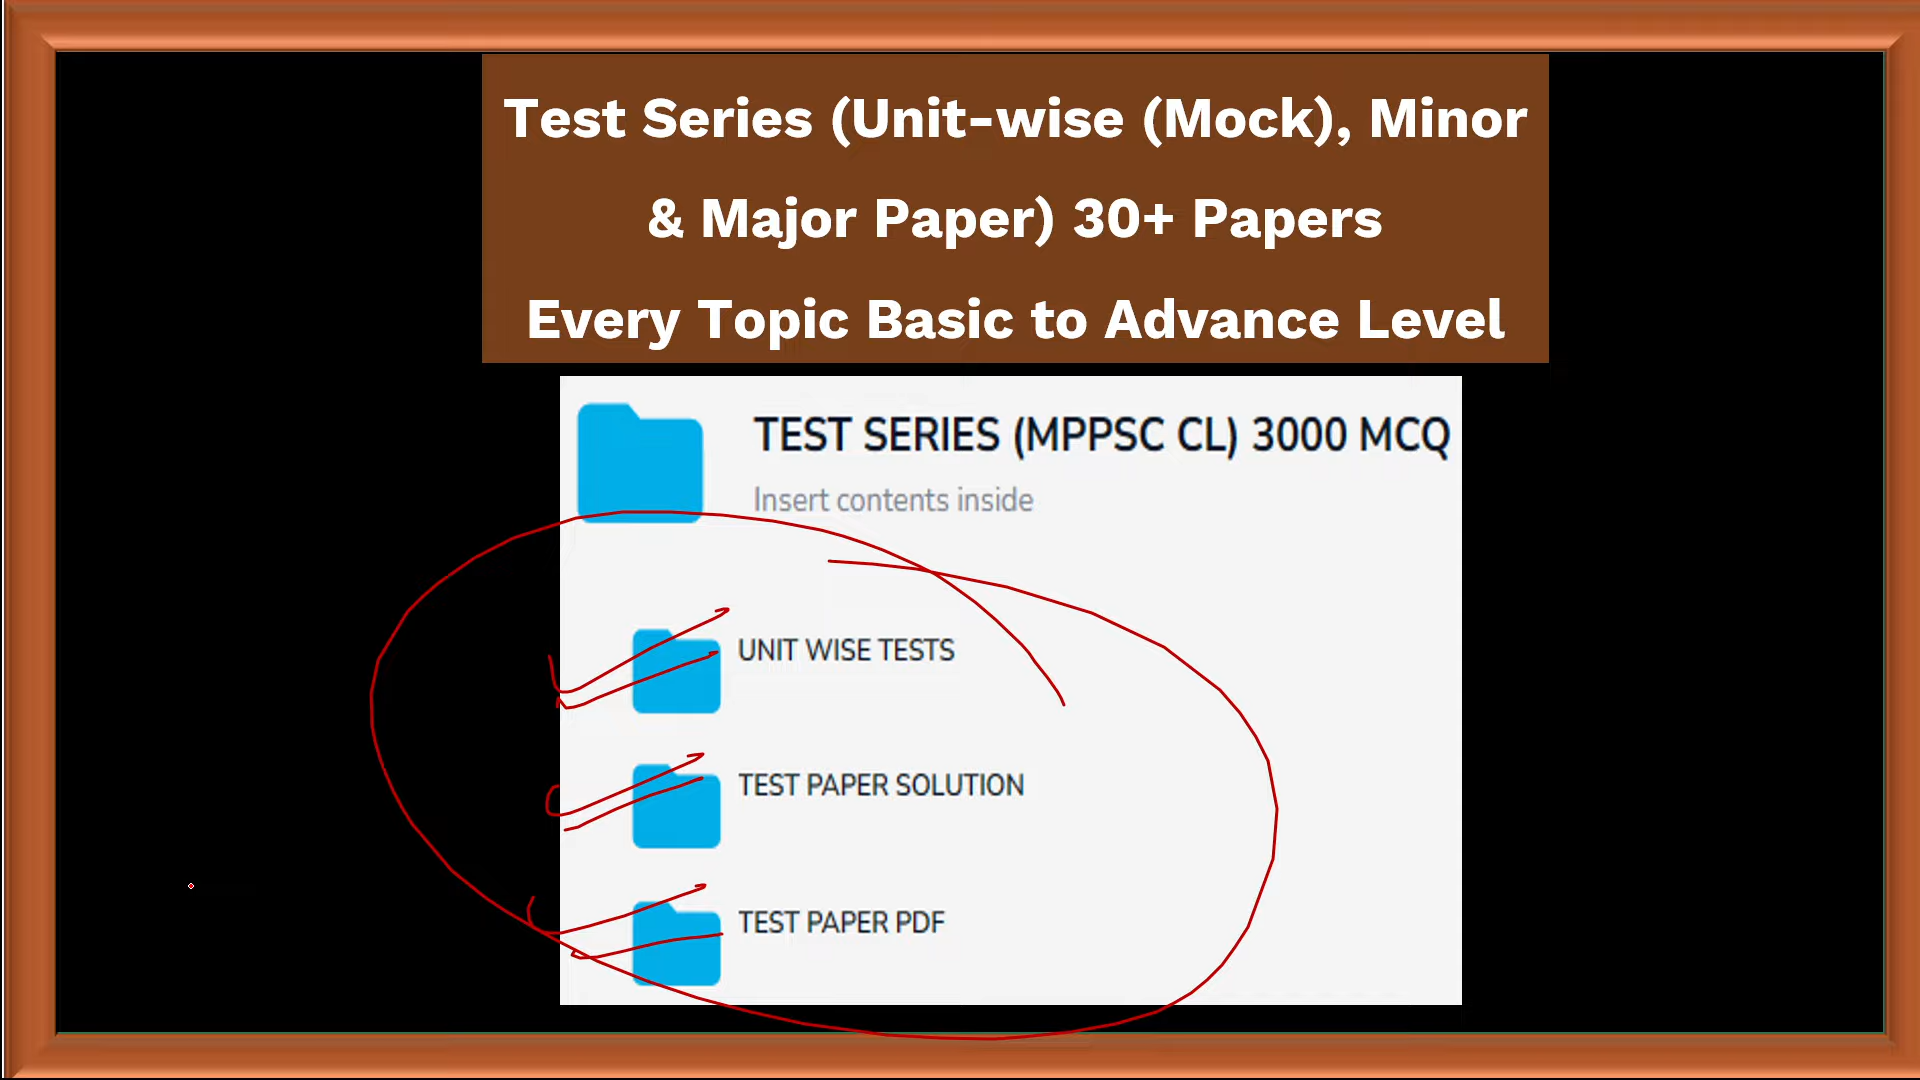 Test Series (Unit-wise (Mock), Minor
& Major Paper) 30+ Papers
Every Topic Basic to Advance Level
TEST SERIES (MPPSC CL) 3000 MCQ
Insert contents inside
UNIT WISE TESTS
TEST PAPER SOLUTION
TEST PAPER PDF